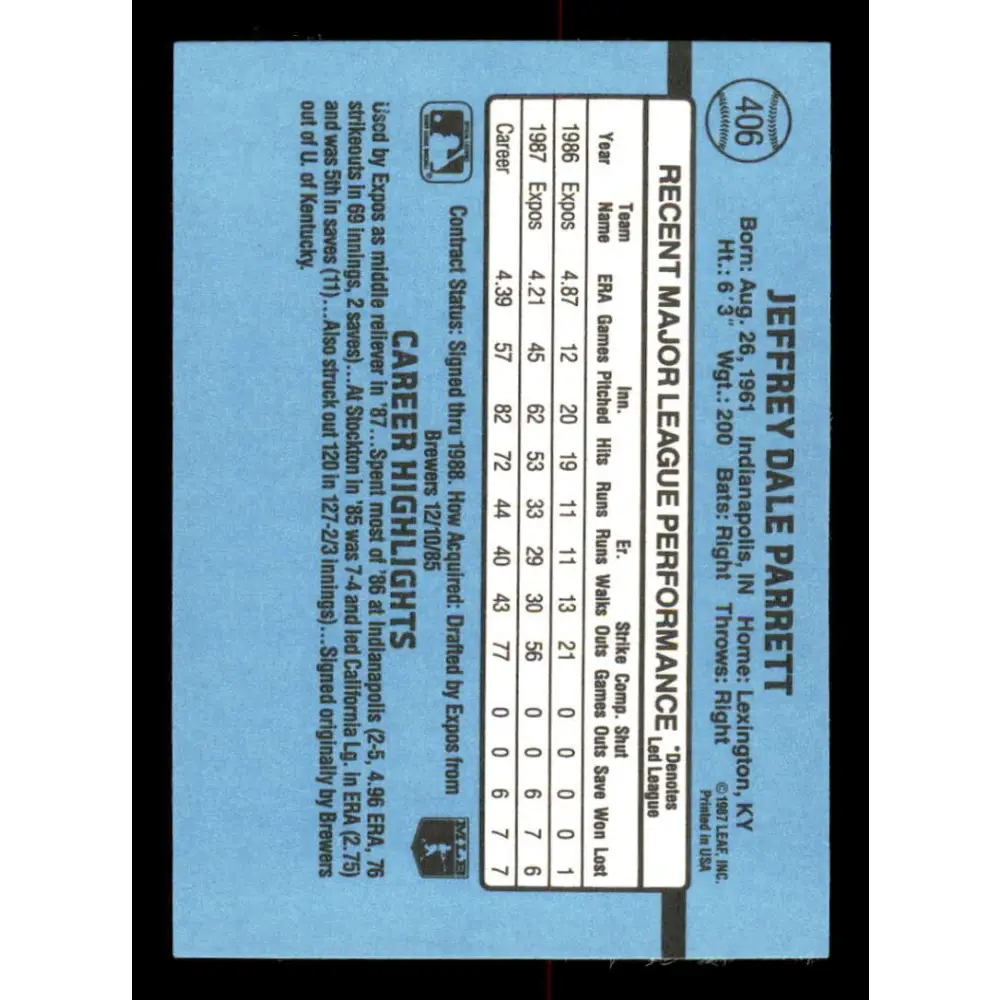 406
JEFFREY DALE PARRETT
Born: Aug. 26, 1961 Indianapolis, IN Home: Lexington, KY
Ht.: 6'3" Wgt.: 200 Bats: Right Throws: Right
©1987 LEAF, INC.
Printed in USA
RECENT MAJOR LEAGUE PERFORMANCE
*Denotes
Led League
Team Inn. Er. Strike Comp. Shut
Year Name ERA Games Pitched Hits Runs Runs Walks Outs Games Outs Save Won Lost
1986 Expos 4.87 12 20 19 11 11 13 21 0 0 0 0 1
1987 Expos 4.21 45 62 53 33 29 30 56 0 0 6 7 6
Career 4.39 57 82 72 44 40 43 77 0 0 6 7 7
Contract Status: Signed thru 1988. How Acquired: Drafted by Expos from
Brewers 12/10/85
MLB
CAREER HIGHLIGHTS
Used by Expos as middle reliever in '87...Spent most of '86 at Indianapolis (2-5, 4.96 ERA, 76
strikeouts in 69 innings, 2 saves)...At Stockton in '85 was 7-4 and led California Lg. in ERA (2.75)
and was 5th in saves (11)...Also struck out 120 in 127-2/3 innings)...Signed originally by Brewers
out of U. of Kentucky.